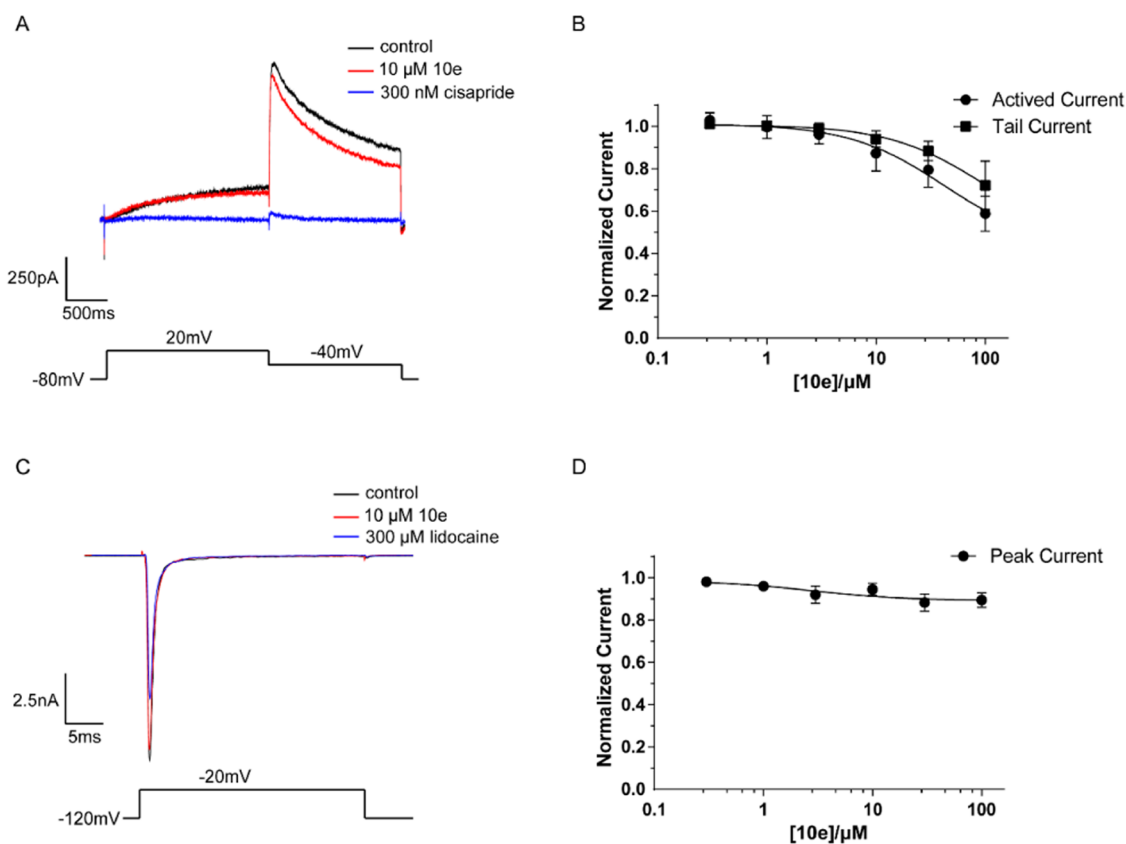 A
control
10 µM 10e
300 nM cisapride
250pA
500ms
20mV
-40mV
-80mV
B
Actived Current
Tail Current
Normalized Current
1.0
0.8
0.6
0.4
0.2
0.0
0.1
1
10
100
[10e]/µM
C
control
10 µM 10e
300 µM lidocaine
2.5nA
5ms
-20mV
-120mV
D
Peak Current
Normalized Current
1.0
0.8
0.6
0.4
0.2
0.0
0.1
1
10
100
[10e]/µM